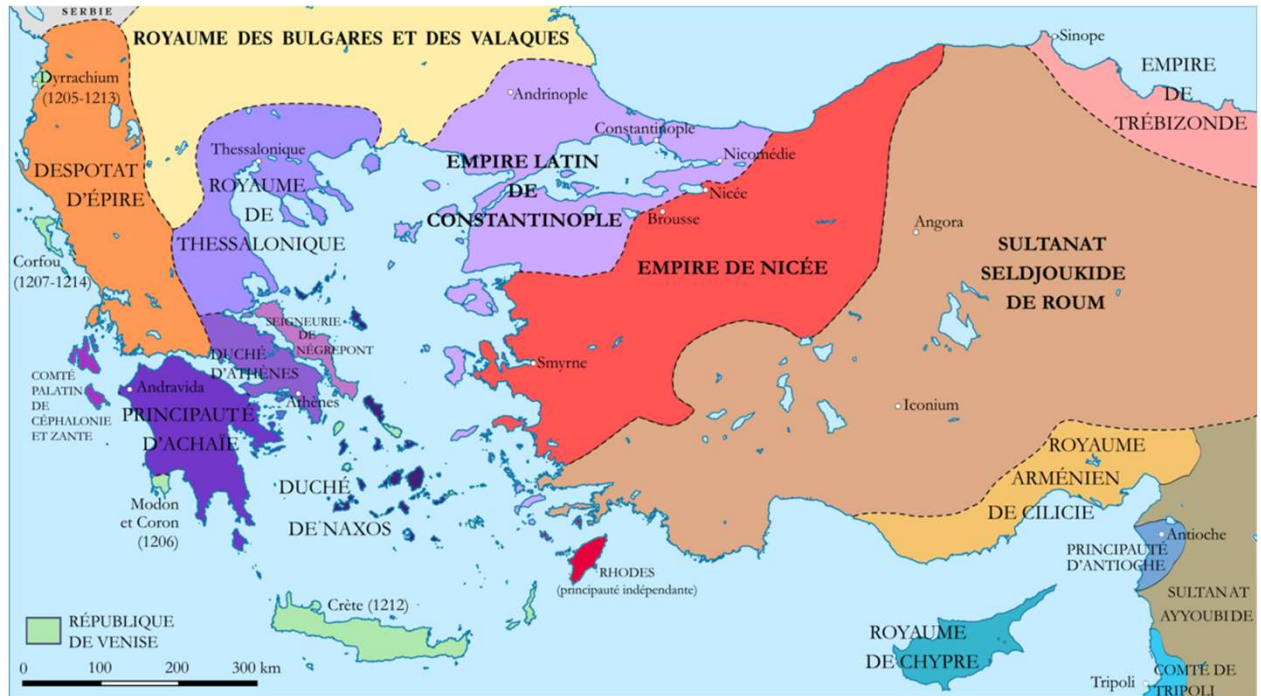 SERBIE
ROYAUME DES BULGARES ET DES VALAQUES
Sinope
EMPIRE
DE
TRÉBIZONDE
Dyrrachium
(1205-1213)
Andrinople
Constantinople
Thessalonique
Nicomédie
DESPOTAT
D'ÉPIRE
ROYAUME
DE
THESSALONIQUE
EMPIRE LATIN
DE
CONSTANTINOPLE
Nicée
Brousse
Angora
SULTANAT
SELDJOUKIDE
DE ROUM
Corfou
(1207-1214)
EMPIRE DE NICÉE
SEIGNEURIE
DE
NÉGREPONT
DUCHÉ
D'ATHÈNES
Smyrne
COMTÉ
PALATIN
DE
CÉPHALONIE
ET ZANTE
Andravida
Athènes
PRINCIPAUTÉ
D'ACHAÏE
Iconium
ROYAUME
ARMÉNIEN
DE CILICIE
DUCHÉ
DE NAXOS
Modon
et Coron
(1206)
Antioche
PRINCIPAUTÉ
D'ANTIOCHE
RHODES
(principauté indépendante)
SULTANAT
AYYOUBIDE
Crète (1212)
RÉPUBLIQUE
DE VENISE
ROYAUME
DE CHYPRE
0 100 200 300 km
Tripoli
COMTÉ DE
TRIPOLI